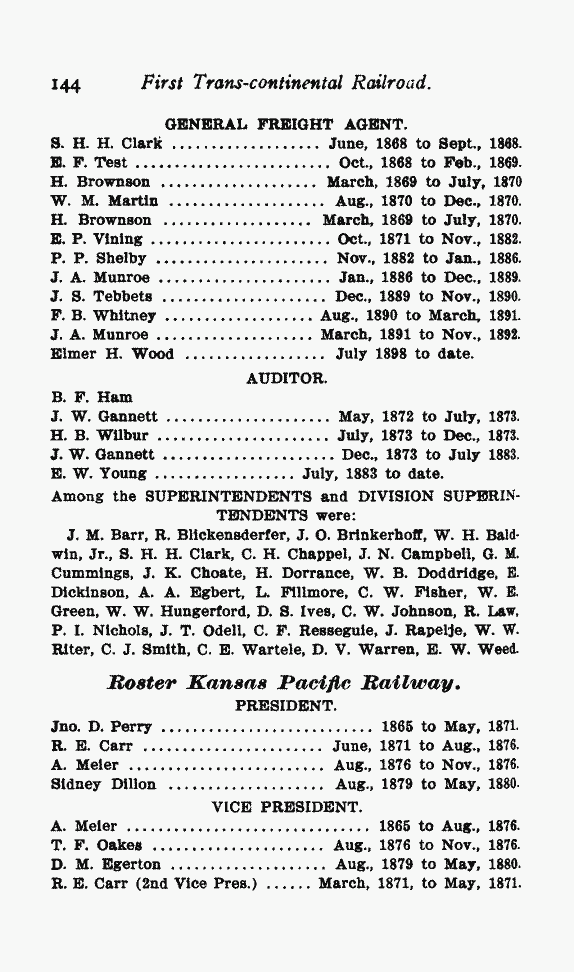 144 First Trans-continental Railroad.
GENERAL FREIGHT AGENT.
S. H. H. Clark ................... June, 1868 to Sept., 1868.
E. F. Test ......................... Oct., 1868 to Feb., 1869.
H. Brownson .................... March, 1869 to July, 1870
W. M. Martin .................... Aug., 1870 to Dec., 1870.
H. Brownson ................... March, 1869 to July, 1870.
E. P. Vining ....................... Oct., 1871 to Nov., 1882.
P. P. Shelby ...................... Nov., 1882 to Jan., 1886.
J. A. Munroe ...................... Jan., 1886 to Dec., 1889.
J. S. Tebbets ..................... Dec., 1889 to Nov., 1890.
F. B. Whitney ................... Aug., 1890 to March, 1891.
J. A. Munroe .................... March, 1891 to Nov., 1892.
Elmer H. Wood .................. July 1898 to date.
AUDITOR.
B. F. Ham
J. W. Gannett ..................... May, 1872 to July, 1873.
H. B. Wilbur ...................... July, 1873 to Dec., 1873.
J. W. Gannett ...................... Dec., 1873 to July 1883.
E. W. Young .................. July, 1883 to date.
Among the SUPERINTENDENTS and DIVISION SUPERIN-
TENDENTS were:
J. M. Barr, R. Blickensderfer, J. O. Brinkerhoff, W. H. Bald-
win, Jr., S. H. H. Clark, C. H. Chappel, J. N. Campbell, G. M.
Cummings, J. K. Choate, H. Dorrance, W. B. Doddridge, E.
Dickinson, A. A. Egbert, L. Fillmore, C. W. Fisher, W. E.
Green, W. W. Hungerford, D. S. Ives, C. W. Johnson, R. Law,
P. I. Nichols, J. T. Odell, C. F. Resseguie, J. Rapelje, W. W.
Riter, C. J. Smith, C. E. Wartele, D. V. Warren, E. W. Weed.
Roster Kansas Pacific Railway.
PRESIDENT.
Jno. D. Perry ........................... 1865 to May, 1871.
R. E. Carr ....................... June, 1871 to Aug., 1876.
A. Meier ......................... Aug., 1876 to Nov., 1876.
Sidney Dillon .................... Aug., 1879 to May, 1880.
VICE PRESIDENT.
A. Meier ............................... 1865 to Aug., 1876.
T. F. Oakes ...................... Aug., 1876 to Nov., 1876.
D. M. Egerton .................... Aug., 1879 to May, 1880.
R. E. Carr (2nd Vice Pres.) ...... March, 1871, to May, 1871.